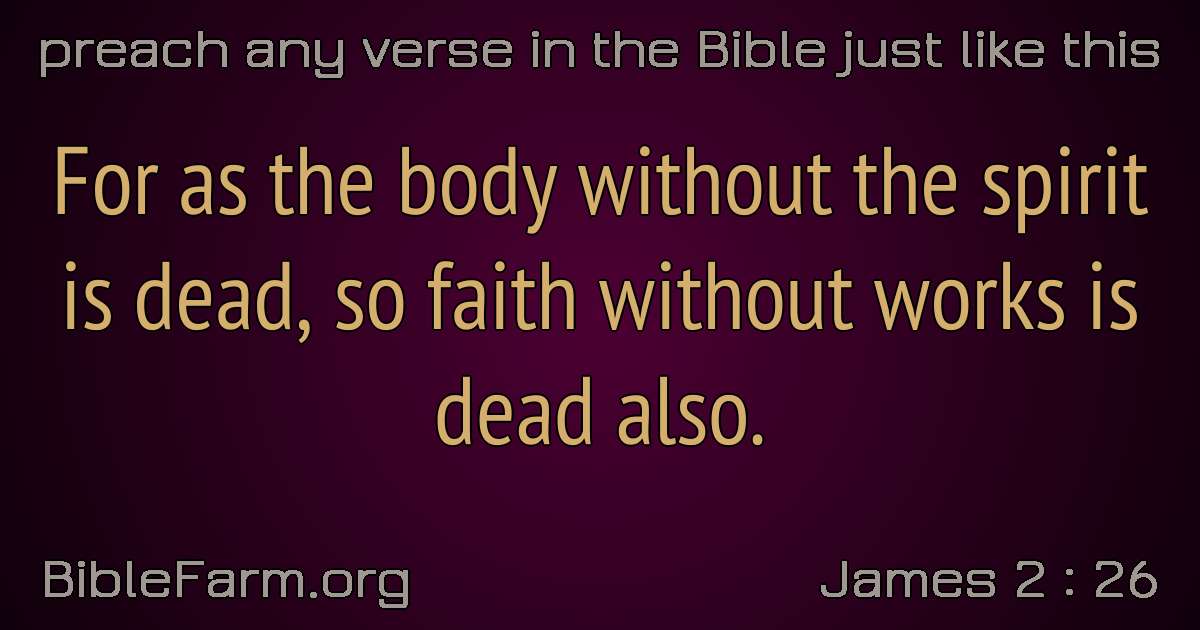 preach any verse in the Bible just like this
For as the body without the spirit
is dead, so faith without works is
dead also.
BibleFarm.org
James 2 : 26